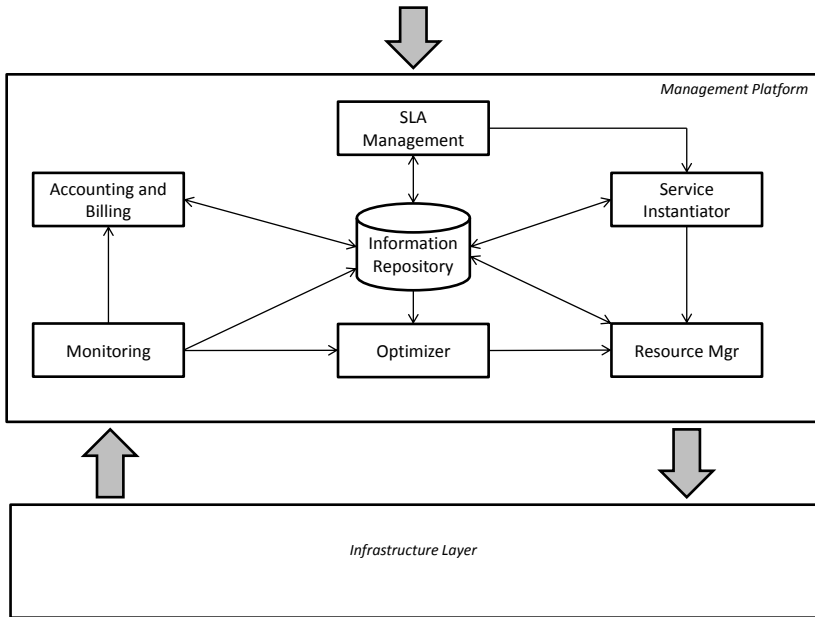 Management Platform
SLA
Management
Accounting and
Billing
Service
Instantiator
Information
Repository
Monitoring
Optimizer
Resource Mgr
Infrastructure Layer